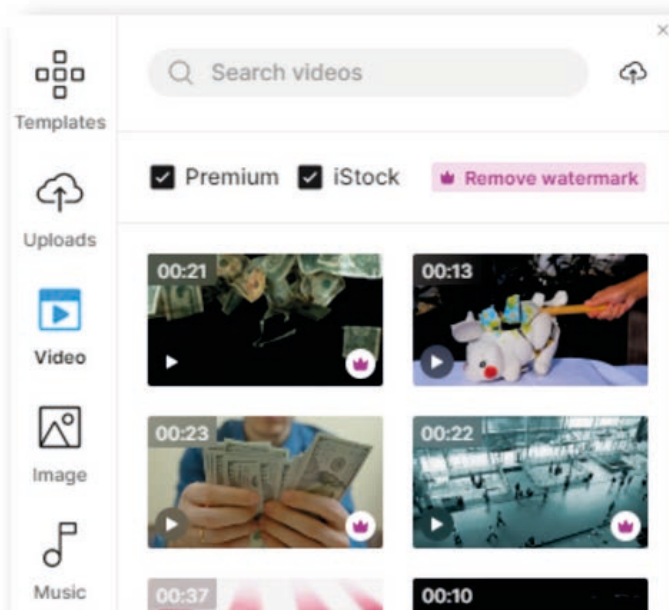 Search videos
Templates
Premium iStock Remove watermark
Uploads
00:21 00:13
Video
00:23 00:22
Image
00:37 00:10
Music